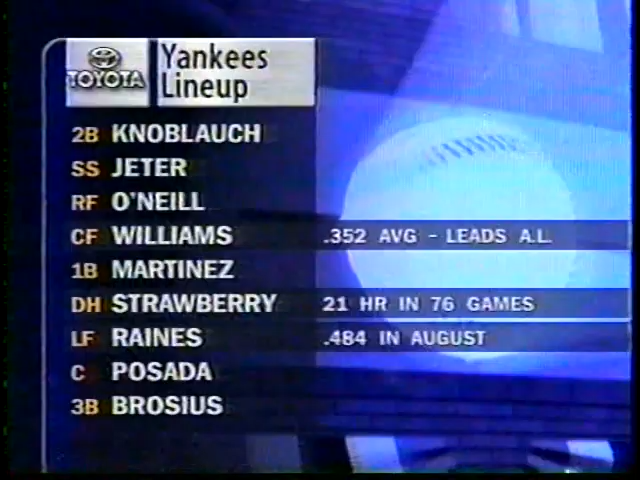 TOYOTA
Yankees
Lineup
2B KNOBLAUCH
SS JETER
RF O'NEILL
CF WILLIAMS .352 AVG - LEADS A.L.
1B MARTINEZ
DH STRAWBERRY 21 HR IN 76 GAMES
LF RAINES .484 IN AUGUST
C POSADA
3B BROSIUS